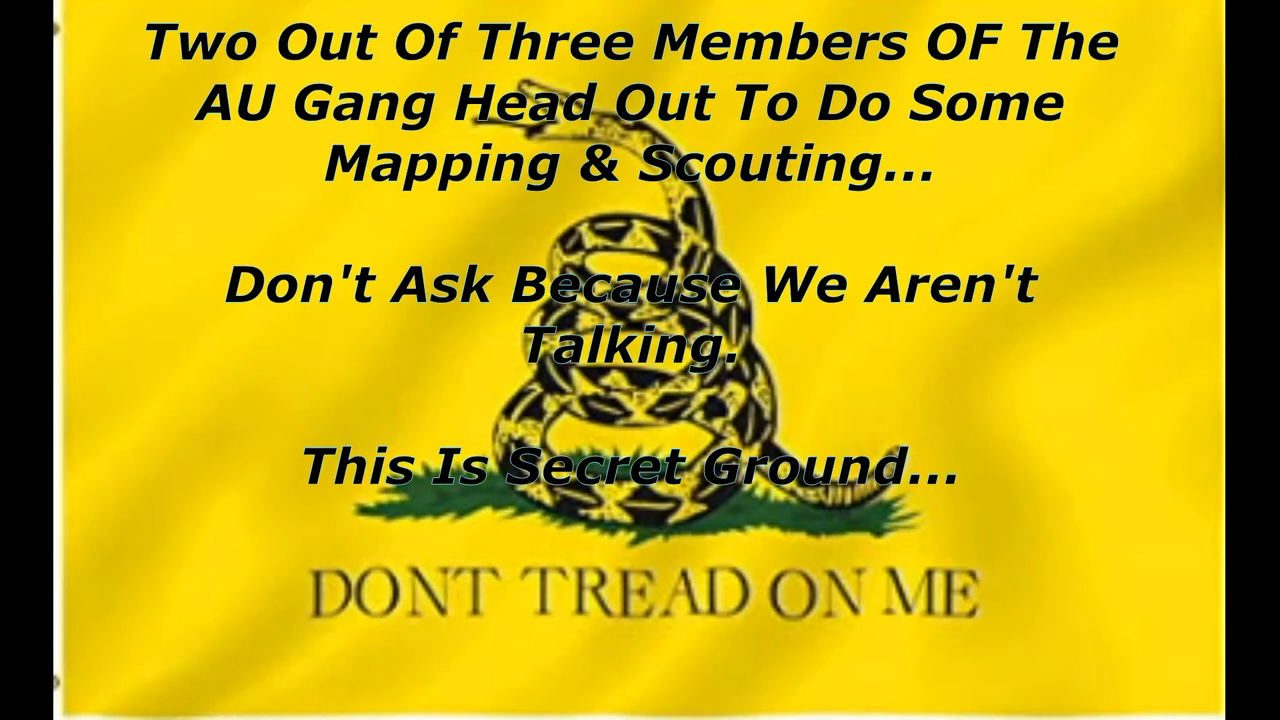 Two Out Of Three Members OF The
AU Gang Head Out To Do Some
Mapping & Scouting...
Don't Ask Because We Aren't
Talking.
This Is Secret Ground...
DONT TREAD ON ME